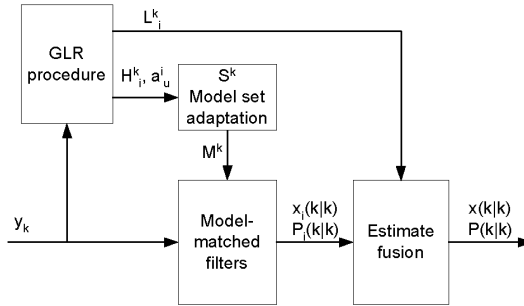 L^k_i
GLR
procedure
H^k_i, a^i_u
S^k
Model set
adaptation
M^k
y_k
Model-
matched
filters
x_i(k|k)
P_i(k|k)
Estimate
fusion
x(k|k)
P(k|k)